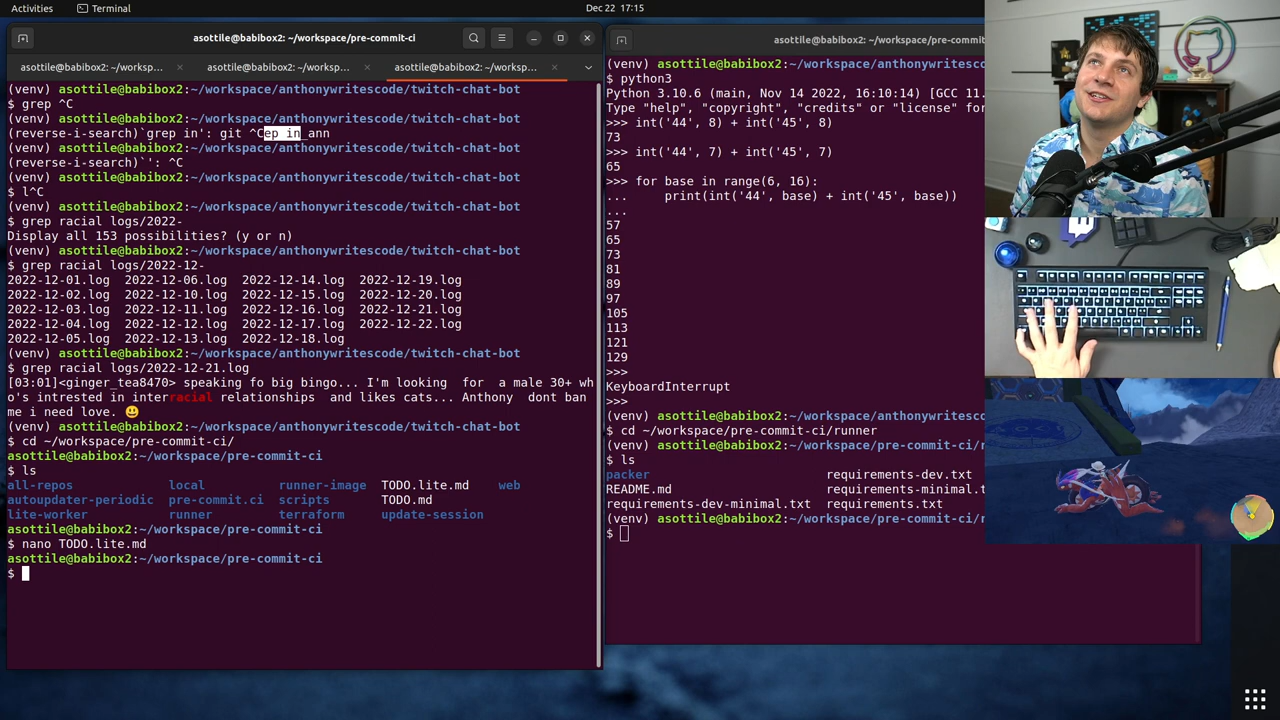 Activities
Terminal
Dec 22 17:15
asottile@babibox2: ~/workspace/pre-commit-ci
asottile@babibox2: ~/worksp…
asottile@babibox2: ~/worksp…
asottile@babibox2: ~/worksp…
(venv) asottile@babibox2:~/workspace/anthonywritescode/twitch-chat-bot
$ grep ^C
(venv) asottile@babibox2:~/workspace/anthonywritescode/twitch-chat-bot
(reverse-i-search)`grep in': git ^Cep in_ann
(venv) asottile@babibox2:~/workspace/anthonywritescode/twitch-chat-bot
(reverse-i-search)`': ^C
(venv) asottile@babibox2:~/workspace/anthonywritescode/twitch-chat-bot
$ l^C
(venv) asottile@babibox2:~/workspace/anthonywritescode/twitch-chat-bot
$ grep racial logs/2022-
Display all 153 possibilities? (y or n)
(venv) asottile@babibox2:~/workspace/anthonywritescode/twitch-chat-bot
$ grep racial logs/2022-12-
2022-12-01.log  2022-12-06.log  2022-12-14.log  2022-12-19.log
2022-12-02.log  2022-12-10.log  2022-12-15.log  2022-12-20.log
2022-12-03.log  2022-12-11.log  2022-12-16.log  2022-12-21.log
2022-12-04.log  2022-12-12.log  2022-12-17.log  2022-12-22.log
2022-12-05.log  2022-12-13.log  2022-12-18.log
(venv) asottile@babibox2:~/workspace/anthonywritescode/twitch-chat-bot
$ grep racial logs/2022-12-21.log
[03:01]<ginger_tea8470> speaking fo big bingo... I'm looking  for  a male 30+ wh
o's intrested in interracial relationships  and likes cats... Anthony  dont ban
me i need love. 😃
(venv) asottile@babibox2:~/workspace/anthonywritescode/twitch-chat-bot
$ cd ~/workspace/pre-commit-ci/
asottile@babibox2:~/workspace/pre-commit-ci
$ ls
all-repos  local  runner-image  TODO.lite.md  web
autoupdater-periodic  pre-commit.ci  scripts  TODO.md
lite-worker  runner  terraform  update-session
asottile@babibox2:~/workspace/pre-commit-ci
$ nano TODO.lite.md
asottile@babibox2:~/workspace/pre-commit-ci
$
asottile@babibox2: ~/workspace/pre-commit
(venv) asottile@babibox2:~/workspace/anthonywritescode
$ python3
Python 3.10.6 (main, Nov 14 2022, 16:10:14) [GCC 11.
Type "help", "copyright", "credits" or "license" for
>>> int('44', 8) + int('45', 8)
73
>>> int('44', 7) + int('45', 7)
65
>>> for base in range(6, 16):
...     print(int('44', base) + int('45', base))
...
57
65
73
81
89
97
105
113
121
129
>>>
KeyboardInterrupt
>>>
(venv) asottile@babibox2:~/workspace/anthonywritescode
$ cd ~/workspace/pre-commit-ci/runner
(venv) asottile@babibox2:~/workspace/pre-commit-ci/r
$ ls
packer  requirements-dev.txt
README.md  requirements-minimal.t
requirements-dev-minimal.txt  requirements.txt
(venv) asottile@babibox2:~/workspace/pre-commit-ci/r
$